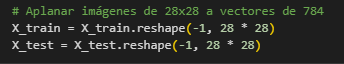 # Aplanar imágenes de 28x28 a vectores de 784
X_train = X_train.reshape(-1, 28 * 28)
X_test = X_test.reshape(-1, 28 * 28)